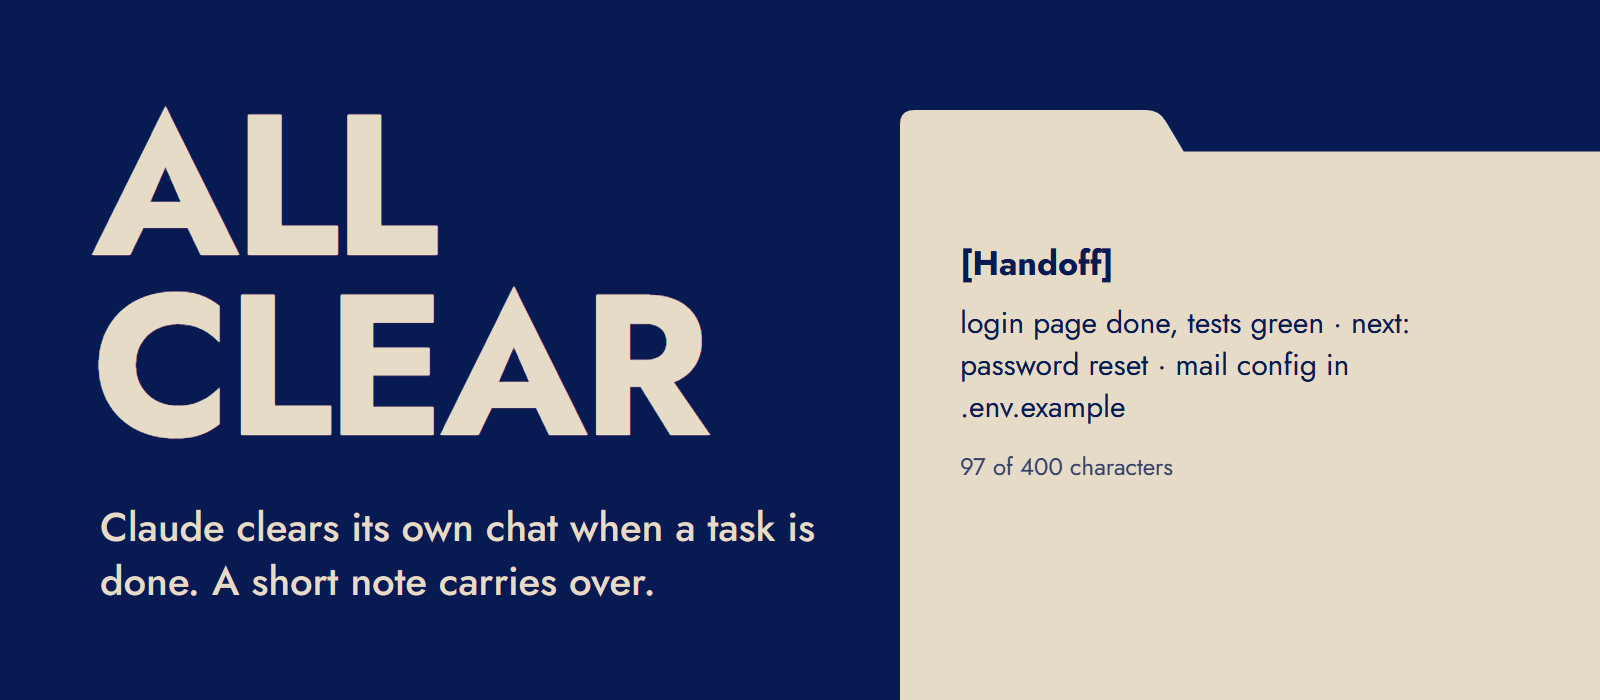 ALL
CLEAR
Claude clears its own chat when a task is
done. A short note carries over.
[Handoff]
login page done, tests green · next:
password reset · mail config in
.env.example
97 of 400 characters